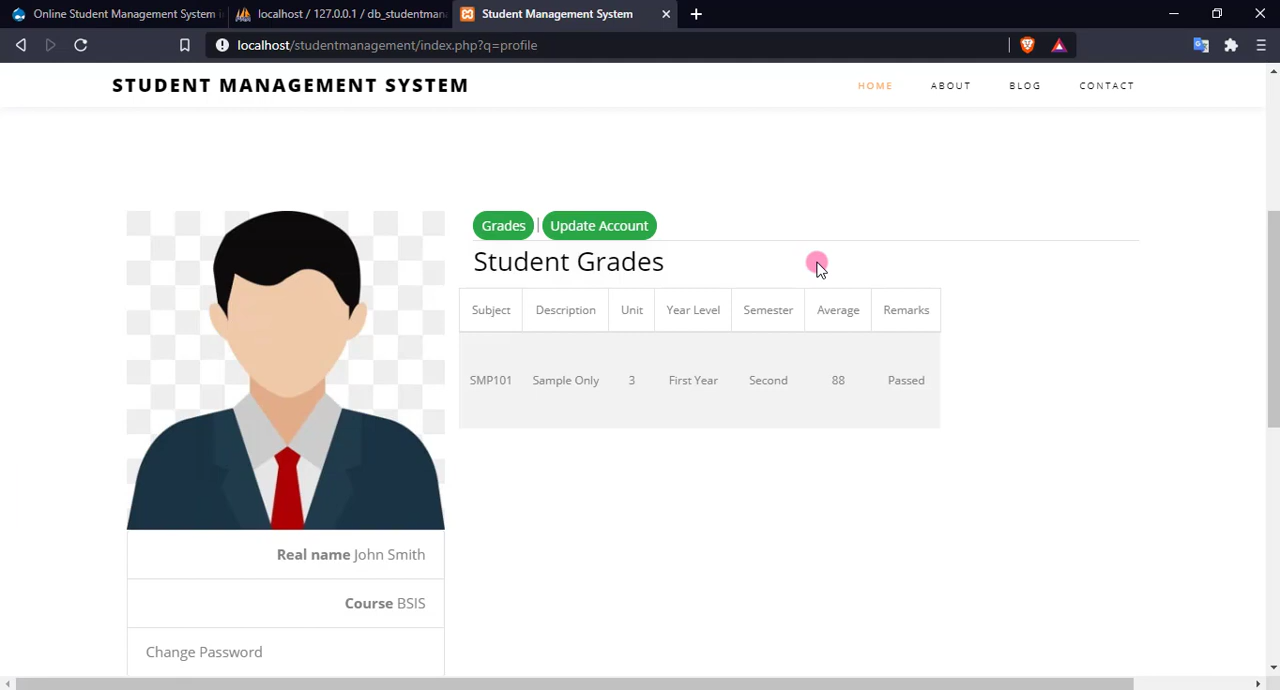 Online Student Management System i
localhost / 127.0.0.1 / db_studentmana
Student Management System
localhost/studentmanagement/index.php?q=profile
STUDENT MANAGEMENT SYSTEM
HOME ABOUT BLOG CONTACT
Grades | Update Account
Student Grades
Subject Description Unit Year Level Semester Average Remarks
SMP101 Sample Only 3 First Year Second 88 Passed
Real name John Smith
Course BSIS
Change Password